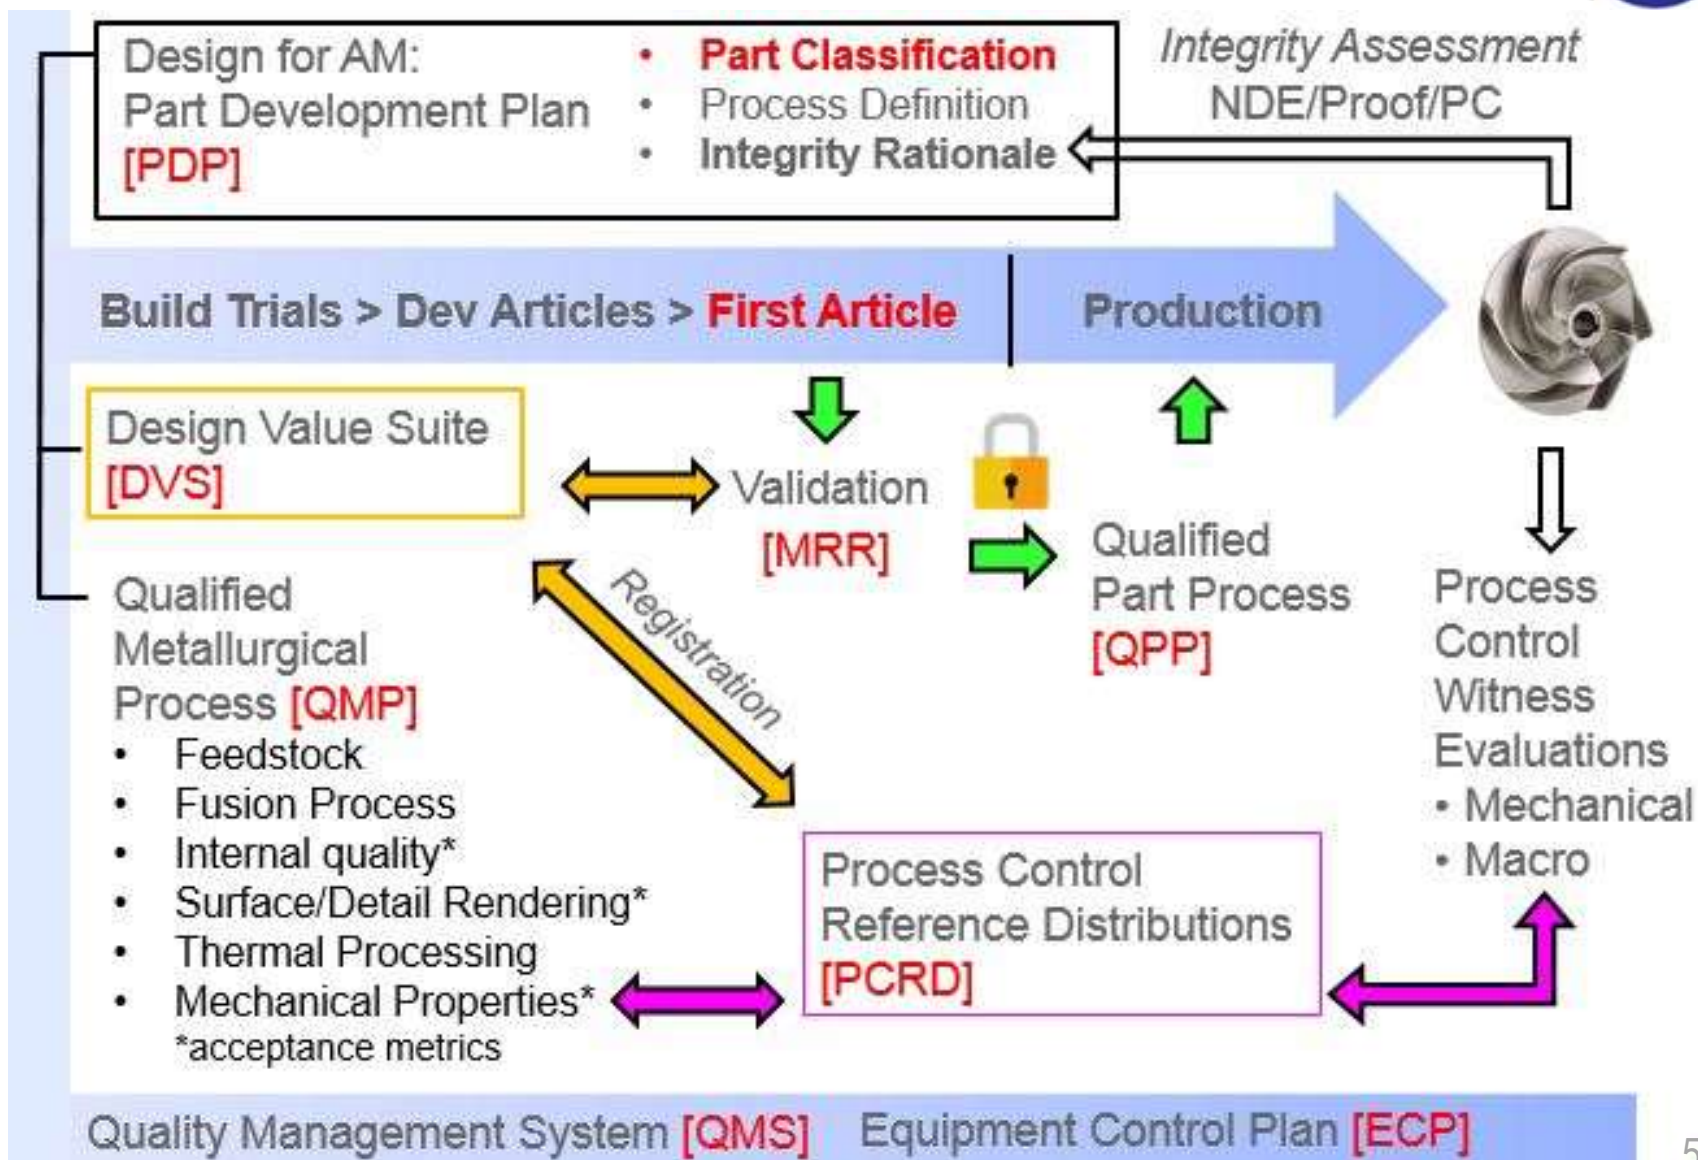 Design for AM:
Part Development Plan
[PDP]
• Part Classification
• Process Definition
• Integrity Rationale
Integrity Assessment
NDE/Proof/PC
Build Trials > Dev Articles > First Article
Production
Design Value Suite
[DVS]
Validation
[MRR]
Registration
Qualified
Part Process
[QPP]
Qualified
Metallurgical
Process [QMP]
• Feedstock
• Fusion Process
• Internal quality*
• Surface/Detail Rendering*
• Thermal Processing
• Mechanical Properties*
*acceptance metrics
Process Control
Reference Distributions
[PCRD]
Process
Control
Witness
Evaluations
• Mechanical
• Macro
Quality Management System [QMS]
Equipment Control Plan [ECP]
5